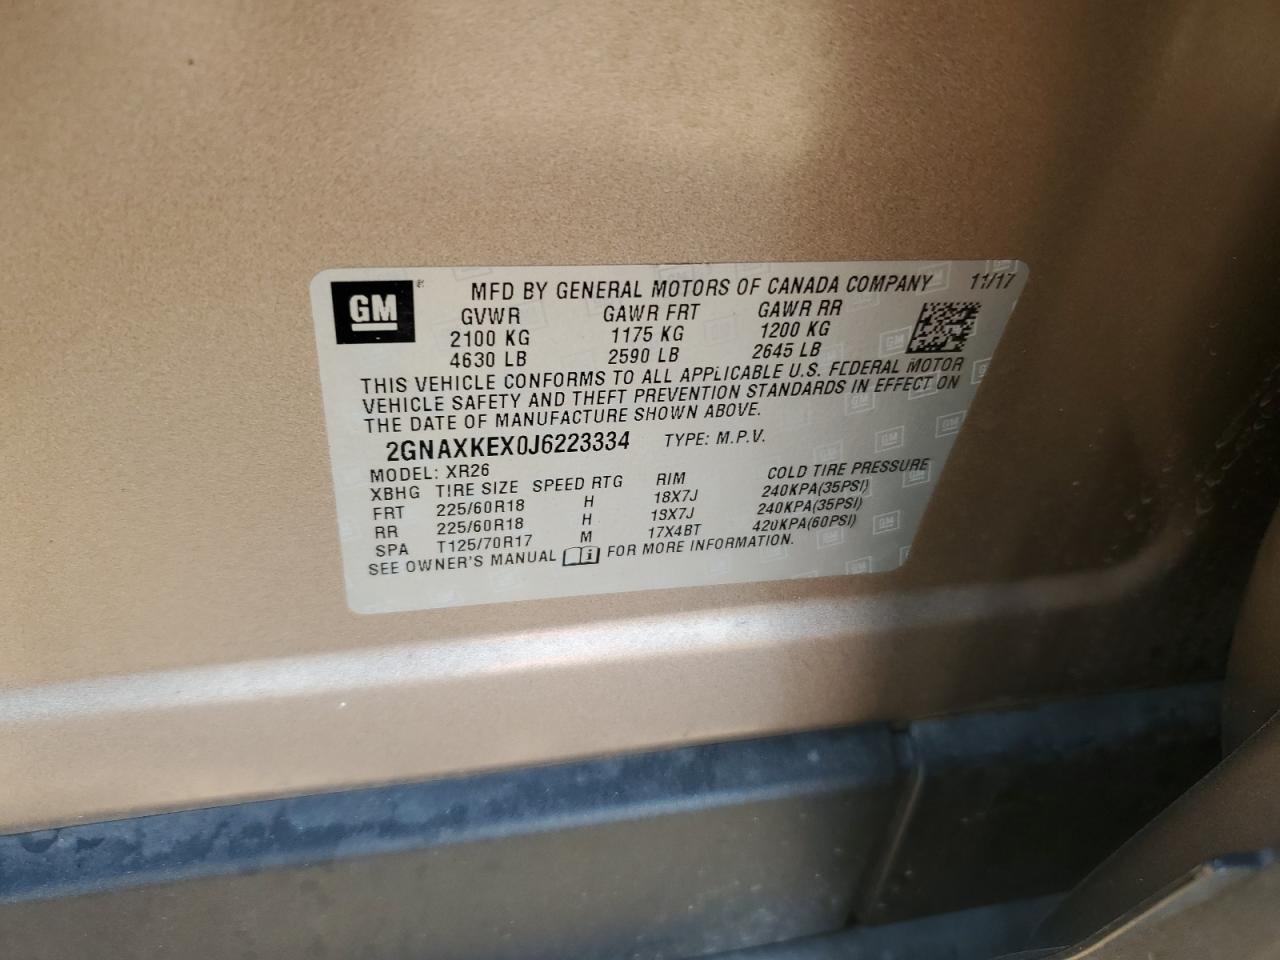 GM ®
MFD BY GENERAL MOTORS OF CANADA COMPANY 11/17
GVWR GAWR FRT GAWR RR
2100 KG 1175 KG 1200 KG
4630 LB 2590 LB 2645 LB
THIS VEHICLE CONFORMS TO ALL APPLICABLE U.S. FEDERAL MOTOR
VEHICLE SAFETY AND THEFT PREVENTION STANDARDS IN EFFECT ON
THE DATE OF MANUFACTURE SHOWN ABOVE.
2GNAXKEX0J6223334 TYPE: M.P.V.
MODEL: XR26
XBHG TIRE SIZE SPEED RTG RIM COLD TIRE PRESSURE
FRT 225/60R18 H 18X7J 240KPA(35PSI)
RR 225/60R18 H 18X7J 240KPA(35PSI)
SPA T125/70R17 M 17X4BT 420KPA(60PSI)
SEE OWNER'S MANUAL FOR MORE INFORMATION.